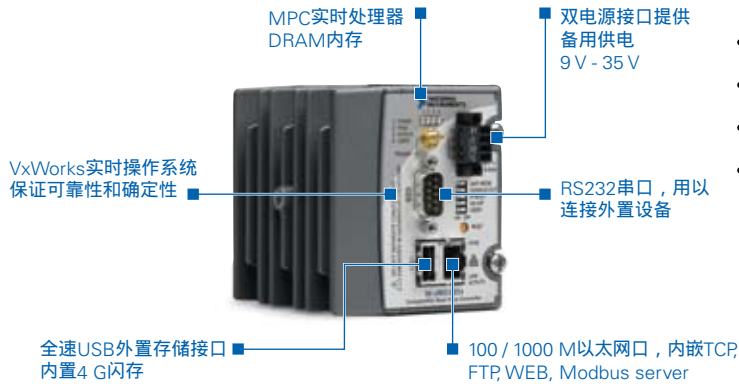 MPC实时处理器
DRAM内存
双电源接口提供
备用供电
9 V - 35 V
VxWorks实时操作系统
保证可靠性和确定性
RS232串口，用以
连接外置设备
全速USB外置存储接口
内置4 G闪存
100 / 1000 M以太网口，内嵌TCP,
FTP, WEB, Modbus server